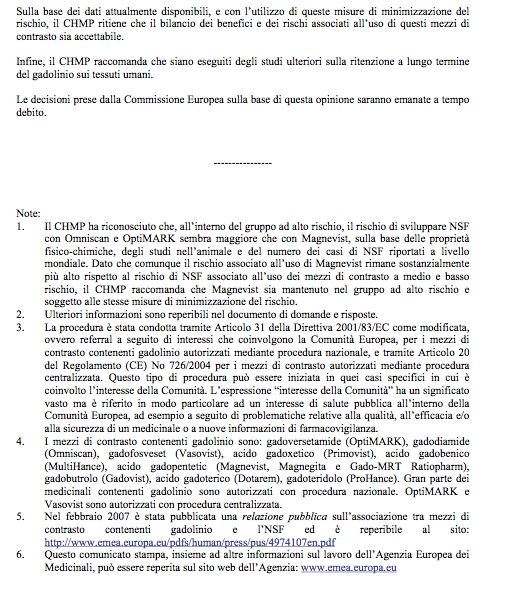 Sulla base dei dati attualmente disponibili, e con l'utilizzo di queste misure di minimizzazione del
rischio, il CHMP ritiene che il bilancio dei benefici e dei rischi associati all'uso di questi mezzi di
contrasto sia accettabile.
Infine, il CHMP raccomanda che siano eseguiti degli studi ulteriori sulla ritenzione a lungo termine
del gadolinio sui tessuti umani.
Le decisioni prese dalla Commissione Europea sulla base di questa opinione saranno emanate a tempo
debito.
----------------
Note:
1. Il CHMP ha riconosciuto che, all'interno del gruppo ad alto rischio, il rischio di sviluppare NSF
con Omniscan e OptiMARK sembra maggiore che con Magnevist, sulla base delle proprietà
fisico-chimiche, degli studi nell'animale e del numero dei casi di NSF riportati a livello
mondiale. Dato che comunque il rischio associato all'uso di Magnevist rimane sostanzialmente
più alto rispetto al rischio di NSF associato all'uso dei mezzi di contrasto a medio e basso
rischio, il CHMP raccomanda che Magnevist sia mantenuto nel gruppo ad alto rischio e
soggetto alle stesse misure di minimizzazione del rischio.
2. Ulteriori informazioni sono reperibili nel documento di domande e risposte.
3. La procedura è stata condotta tramite Articolo 31 della Direttiva 2001/83/EC come modificata,
ovvero referral a seguito di interessi che coinvolgono la Comunità Europea, per i mezzi di
contrasto contenenti gadolinio autorizzati mediante procedura nazionale, e tramite Articolo 20
del Regolamento (CE) No 726/2004 per i mezzi di contrasto autorizzati mediante procedura
centralizzata. Questo tipo di procedura può essere iniziata in quei casi specifici in cui è
coinvolto l'interesse della Comunità. L'espressione "interesse della Comunità" ha un significato
vasto ma è riferito in modo particolare ad un interesse di salute pubblica all'interno della
Comunità Europea, ad esempio a seguito di problematiche relative alla qualità, all'efficacia e/o
alla sicurezza di un medicinale o a nuove informazioni di farmacovigilanza.
4. I mezzi di contrasto contenenti gadolinio sono: gadoversetamide (OptiMARK), gadodiamide
(Omniscan), gadofosveset (Vasovist), acido gadoxetico (Primovist), acido gadobenico
(MultiHance), acido gadopentetic (Magnevist, Magnegita e Gado-MRT Ratiopharm),
gadobutrolo (Gadovist), acido gadoterico (Dotarem), gadoteridolo (ProHance). Gran parte dei
medicinali contenenti gadolinio sono autorizzati con procedura nazionale. OptiMARK e
Vasovist sono autorizzati con procedura centralizzata.
5. Nel febbraio 2007 è stata pubblicata una relazione pubblica sull'associazione tra mezzi di
contrasto contenenti gadolinio e l'NSF ed è reperibile al sito:
http://www.emea.europa.eu/pdfs/human/press/pus/4974107en.pdf
6. Questo comunicato stampa, insieme ad altre informazioni sul lavoro dell'Agenzia Europea dei
Medicinali, può essere reperita sul sito web dell'Agenzia: www.emea.europa.eu